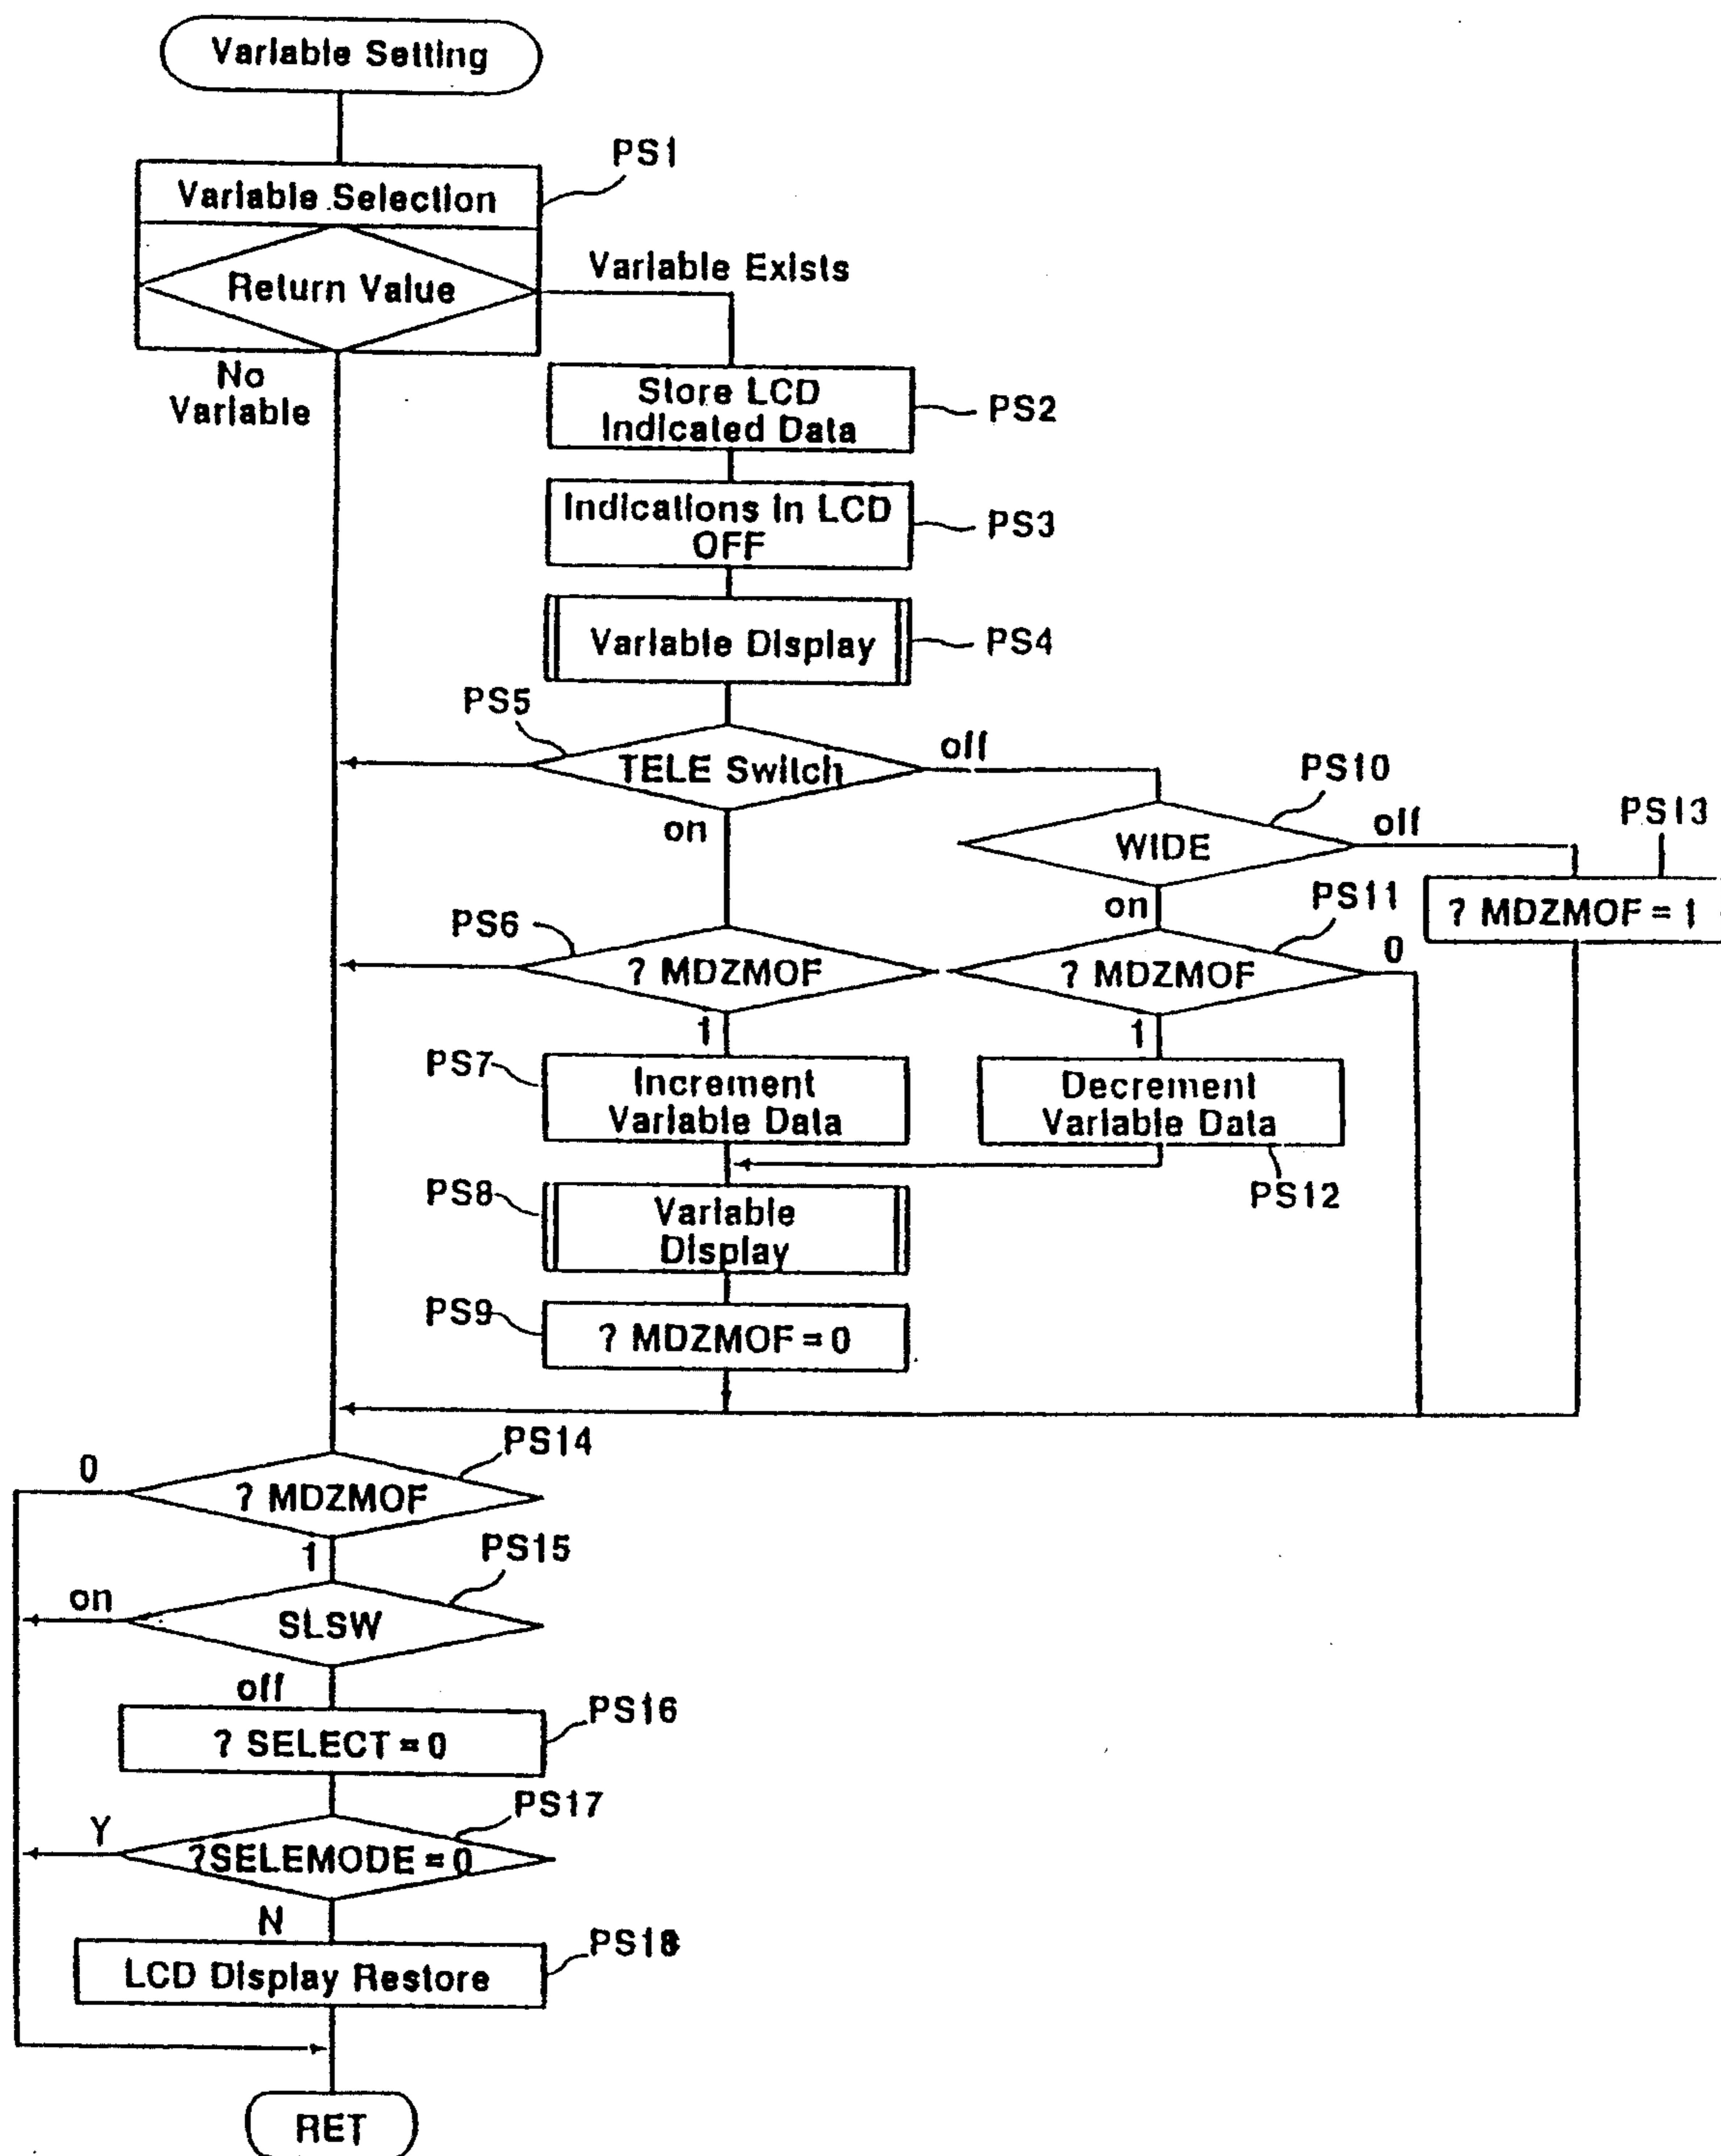 Variable Setting
PS1
Variable Selection
Return Value
Variable Exists
No
Variable
Store LCD
Indicated Data
PS2
Indications in LCD
OFF
PS3
Variable Display
PS4
PS5
TELE Switch
off
on
PS10
WIDE
off
on
PS13
? MDZMOF = 1
PS6
? MDZMOF
1
PS11
? MDZMOF
0
1
PS7
Increment
Variable Data
Decrement
Variable Data
PS12
PS8
Variable
Display
PS9
? MDZMOF = 0
PS14
0
? MDZMOF
1
PS15
on
SLSW
off
PS16
? SELECT = 0
PS17
Y
?SELEMODE = 0
N
PS18
LCD Display Restore
RET